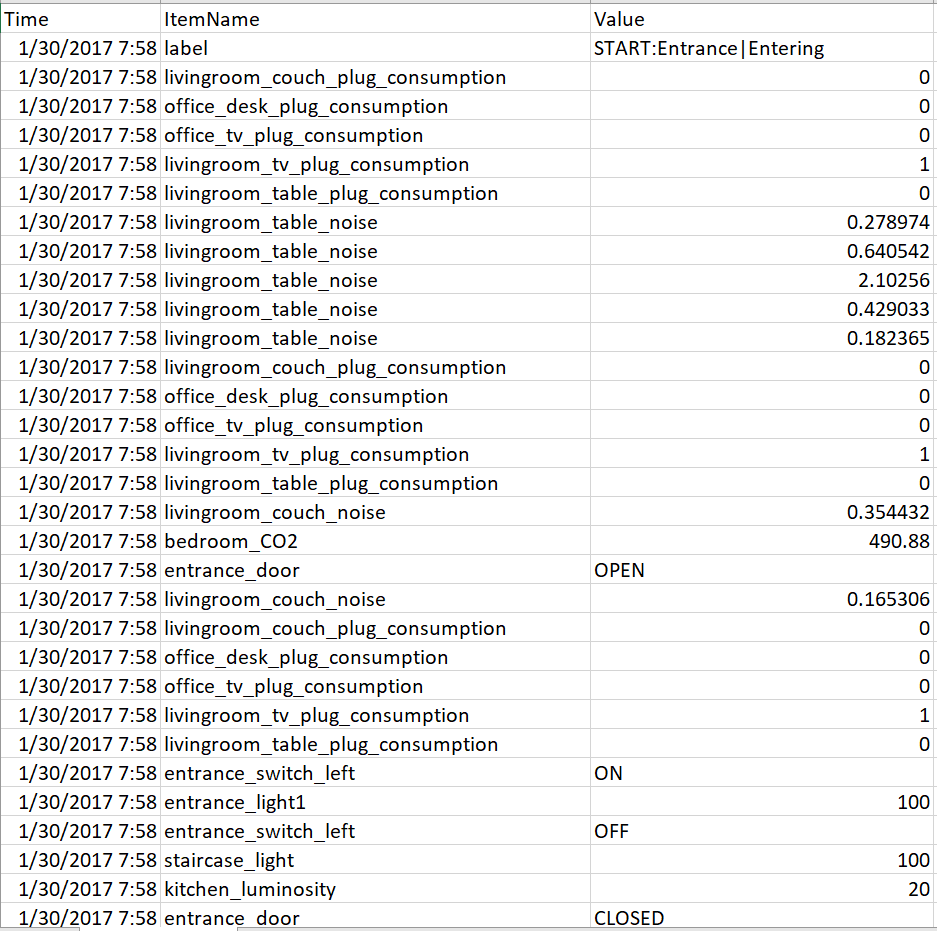 Time ItemName Value
1/30/2017 7:58 label START:Entrance|Entering
1/30/2017 7:58 livingroom_couch_plug_consumption 0
1/30/2017 7:58 office_desk_plug_consumption 0
1/30/2017 7:58 office_tv_plug_consumption 0
1/30/2017 7:58 livingroom_tv_plug_consumption 1
1/30/2017 7:58 livingroom_table_plug_consumption 0
1/30/2017 7:58 livingroom_table_noise 0.278974
1/30/2017 7:58 livingroom_table_noise 0.640542
1/30/2017 7:58 livingroom_table_noise 2.10256
1/30/2017 7:58 livingroom_table_noise 0.429033
1/30/2017 7:58 livingroom_table_noise 0.182365
1/30/2017 7:58 livingroom_couch_plug_consumption 0
1/30/2017 7:58 office_desk_plug_consumption 0
1/30/2017 7:58 office_tv_plug_consumption 0
1/30/2017 7:58 livingroom_tv_plug_consumption 1
1/30/2017 7:58 livingroom_table_plug_consumption 0
1/30/2017 7:58 livingroom_couch_noise 0.354432
1/30/2017 7:58 bedroom_CO2 490.88
1/30/2017 7:58 entrance_door OPEN
1/30/2017 7:58 livingroom_couch_noise 0.165306
1/30/2017 7:58 livingroom_couch_plug_consumption 0
1/30/2017 7:58 office_desk_plug_consumption 0
1/30/2017 7:58 office_tv_plug_consumption 0
1/30/2017 7:58 livingroom_tv_plug_consumption 1
1/30/2017 7:58 livingroom_table_plug_consumption 0
1/30/2017 7:58 entrance_switch_left ON
1/30/2017 7:58 entrance_light1 100
1/30/2017 7:58 entrance_switch_left OFF
1/30/2017 7:58 staircase_light 100
1/30/2017 7:58 kitchen_luminosity 20
1/30/2017 7:58 entrance_door CLOSED